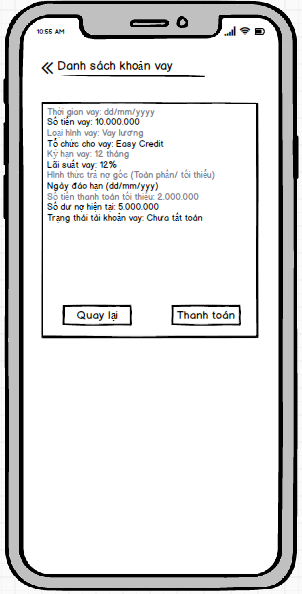 10:55 AM
Danh sách khoản vay
Thời gian vay: dd/mm/yyyy
Số tiền vay: 10.000.000
Loại hình vay: Vay lương
Tổ chức cho vay: Easy Credit
Kỳ hạn vay: 12 tháng
Lãi suất vay: 12%
Hình thức trả nợ gốc (Toàn phần/ tối thiểu)
Ngày đáo hạn (dd/mm/yyy)
Số tiền thanh toán tối thiểu: 2.000.000
Số dư nợ hiện tại: 5.000.000
Trạng thái tài khoản vay: Chưa tất toán
Quay lại
Thanh toán